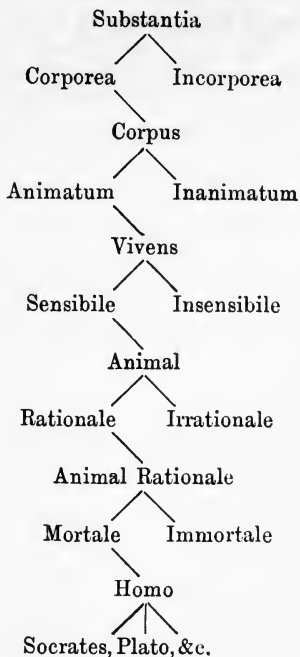 Substantia
Corporea Incorporea
Corpus
Animatum Inanimatum
Vivens
Sensibile Insensibile
Animal
Rationale Irrationale
Animal Rationale
Mortale Immortale
Homo
Socrates, Plato, &c.